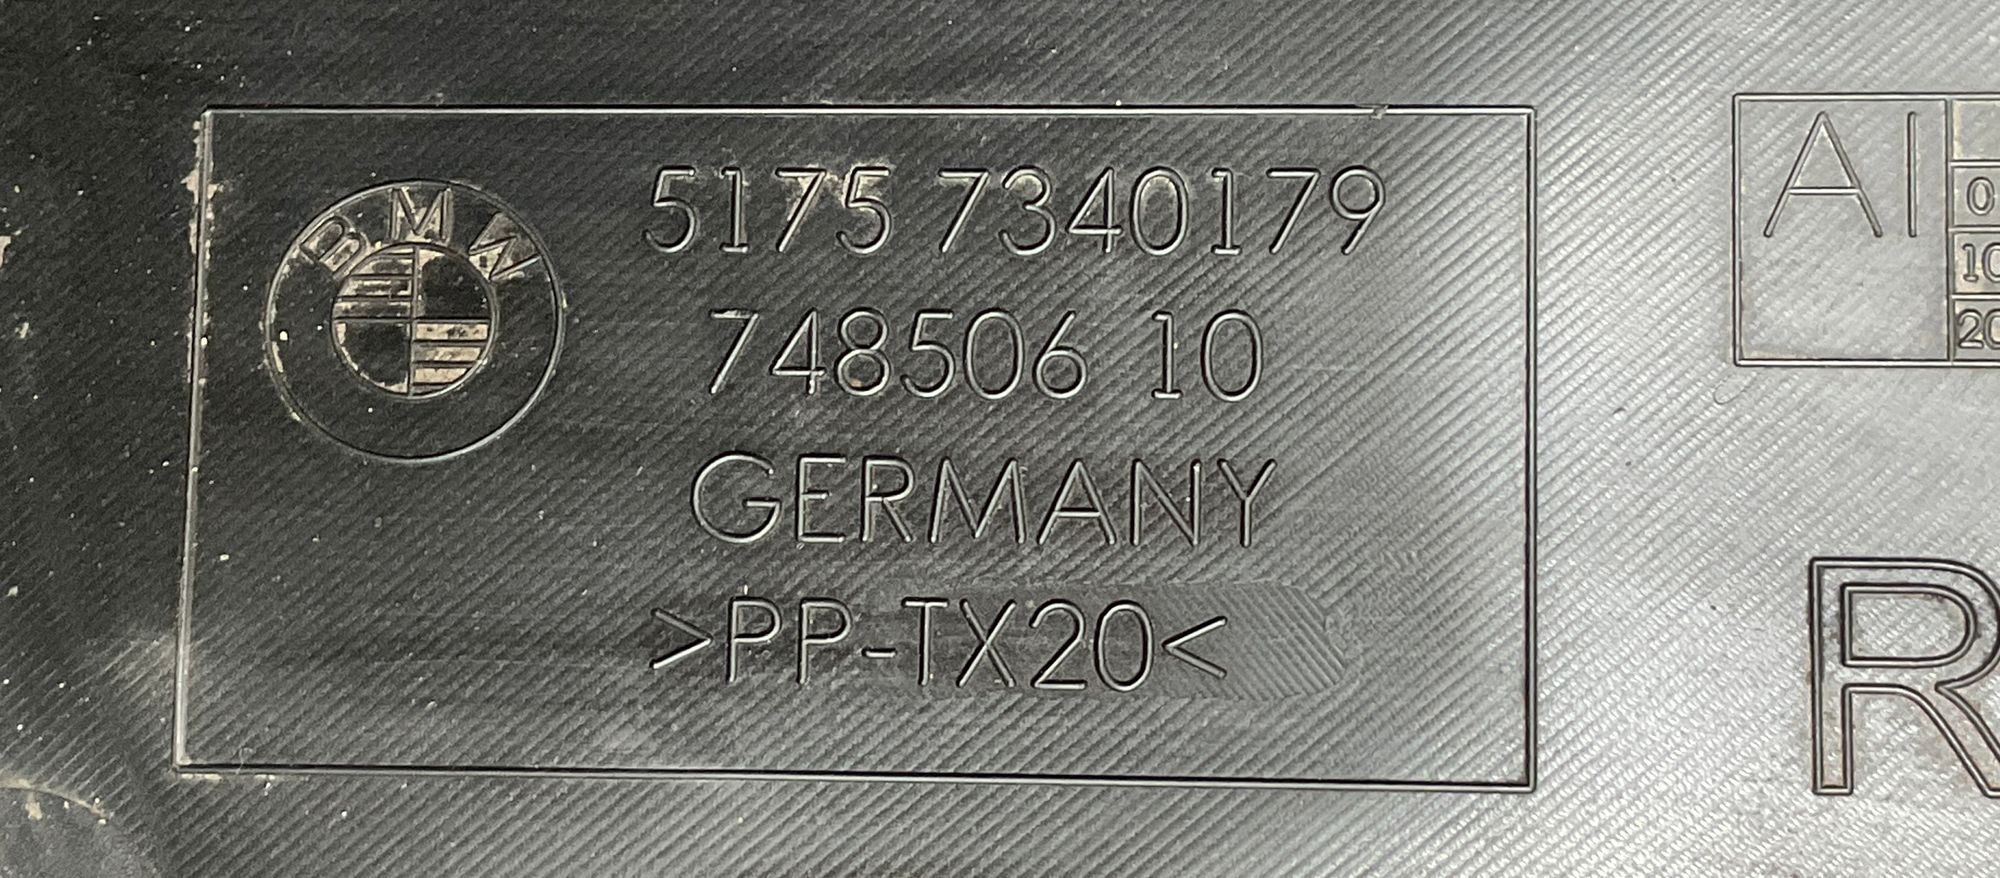 BMW
5175 7340179
748506 10
GERMANY
>PP-TX20<
AI
0
10
20
R